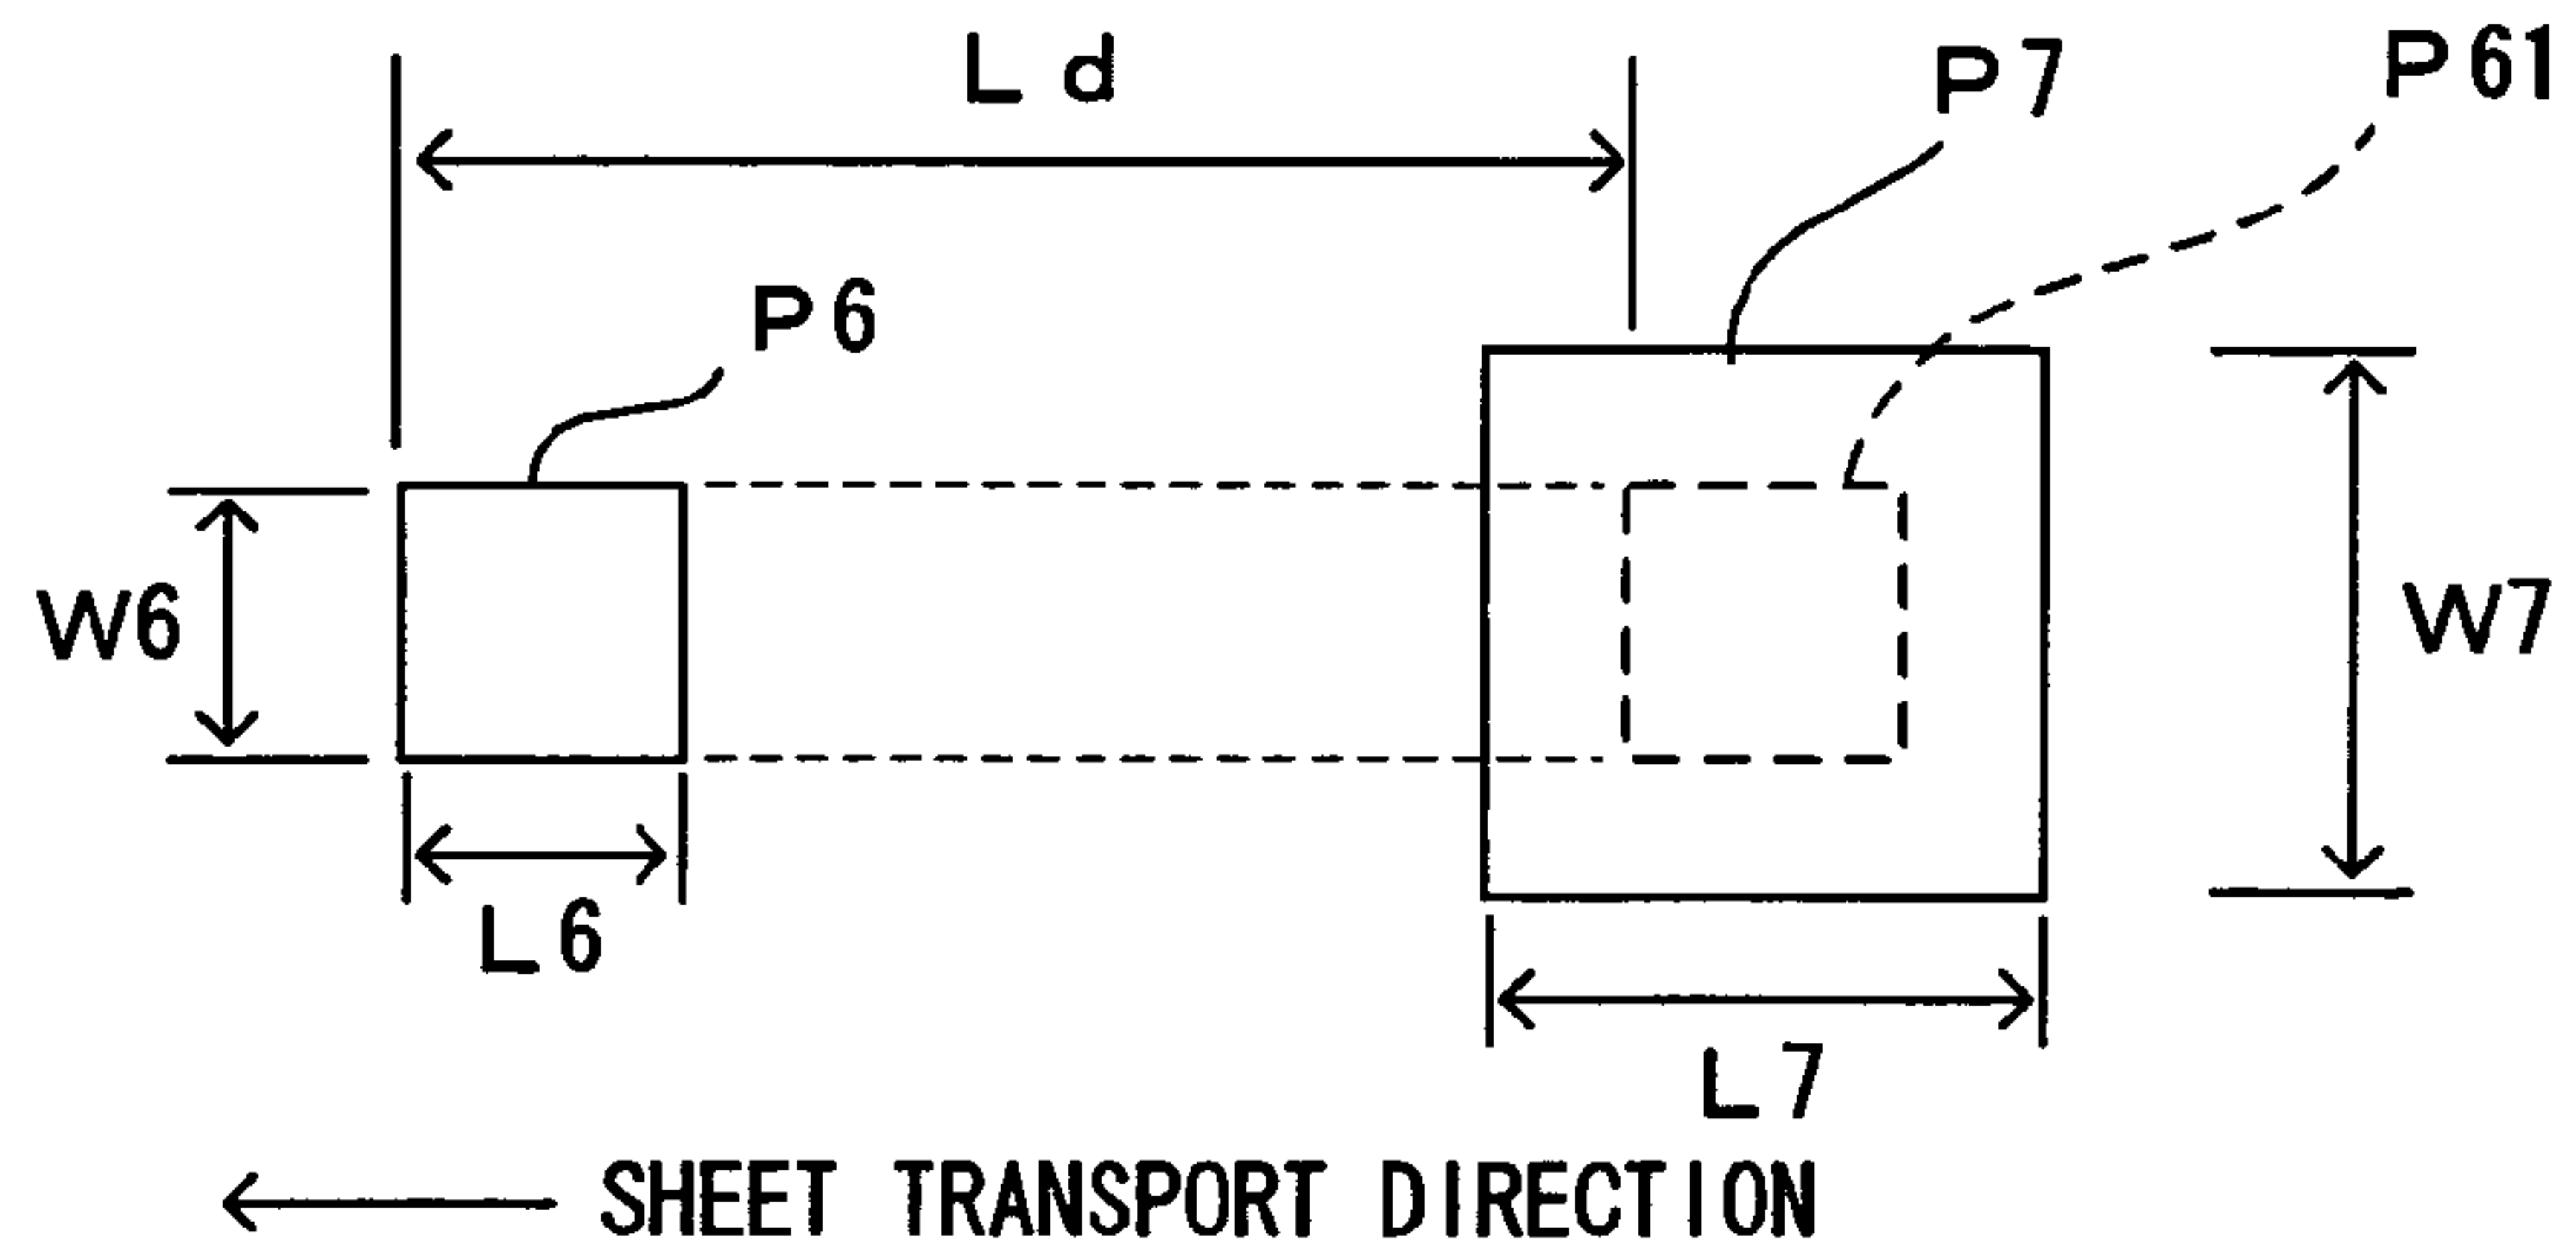 Ld
P7
P61
P6
W6
W7
L6
L7
SHEET TRANSPORT DIRECTION